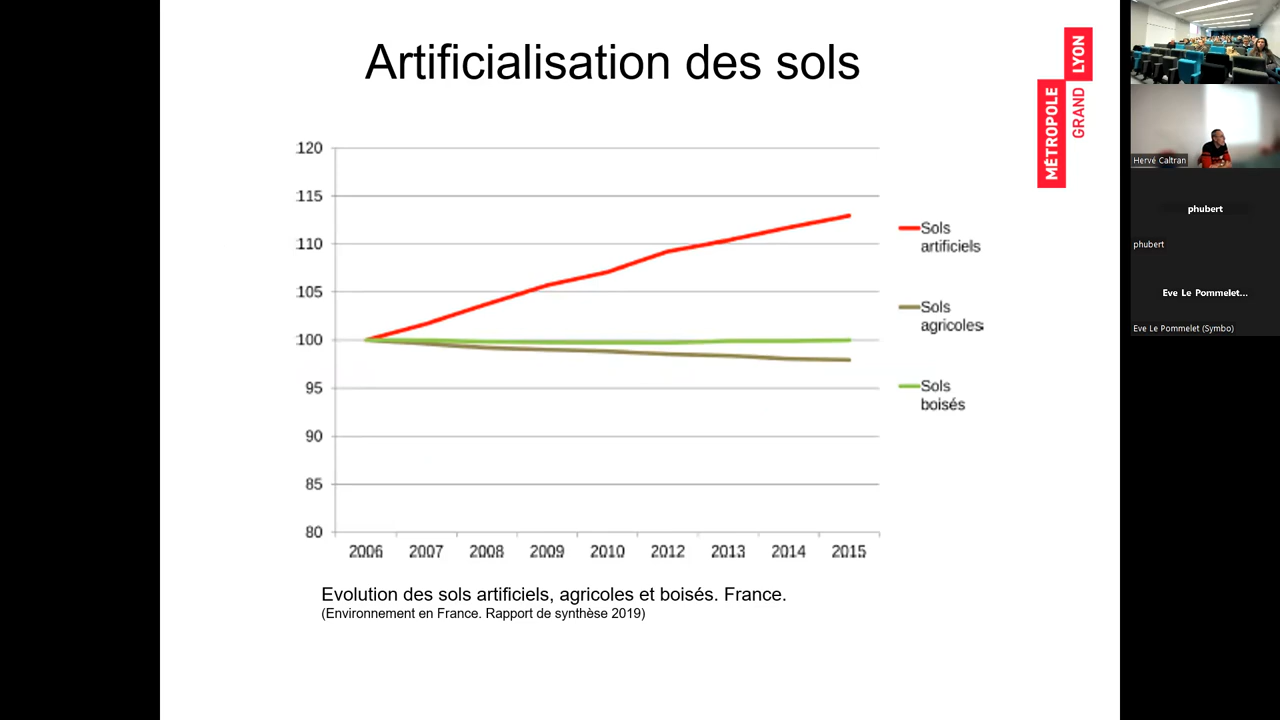 Artificialisation des sols
MÉTROPOLE
GRAND LYON
120
115
110
105
100
95
90
85
80
2006 2007 2008 2009 2010 2012 2013 2014 2015
Sols
artificiels
Sols
agricoles
Sols
boisés
Evolution des sols artificiels, agricoles et boisés. France.
(Environnement en France. Rapport de synthèse 2019)
Hervé Caltran
phubert
phubert
Eve Le Pommelet...
Eve Le Pommelet (Symbo)